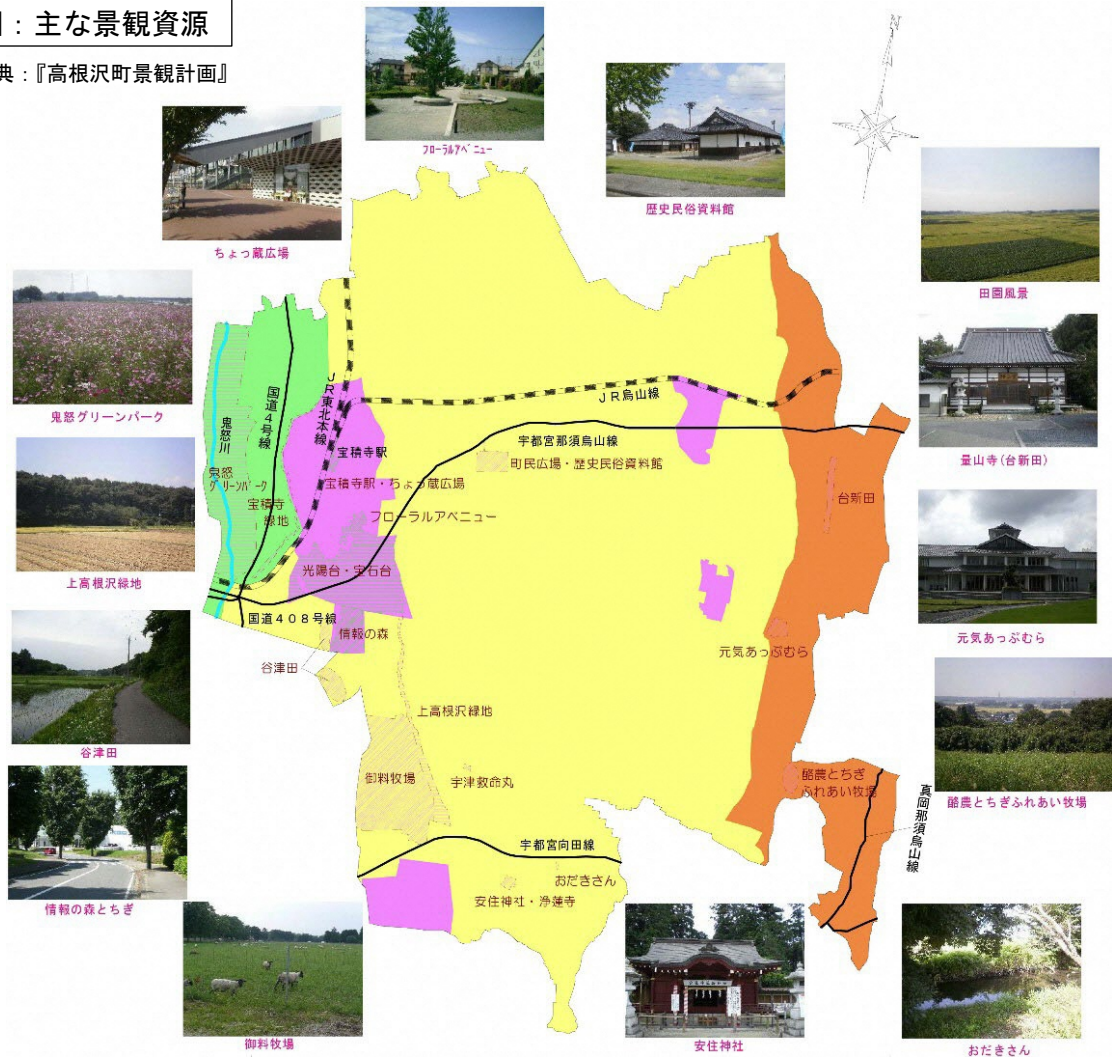 ：主な景観資源
典：『高根沢町景観計画』
フローラルアベニュー
歴史民俗資料館
ちょっ蔵広場
田園風景
鬼怒グリーンパーク
量山寺(台新田)
上高根沢緑地
元気あっぷむら
谷津田
酪農とちぎふれあい牧場
情報の森とちぎ
御料牧場
安住神社
おだきさん
国道4号線
JR東北本線
JR烏山線
鬼怒川
宝積寺駅
宇都宮那須烏山線
町民広場・歴史民俗資料館
鬼怒
グリーンパーク
宝積寺駅・ちょっ蔵広場
台新田
宝積寺
緑地
フローラルアベニュー
光陽台・宝石台
国道408号線
情報の森
元気あっぷむら
谷津田
上高根沢緑地
御料牧場
宇津救命丸
酪農とちぎ
ふれあい牧場
真岡那須烏山線
宇都宮向田線
おだきさん
安住神社・浄蓮寺